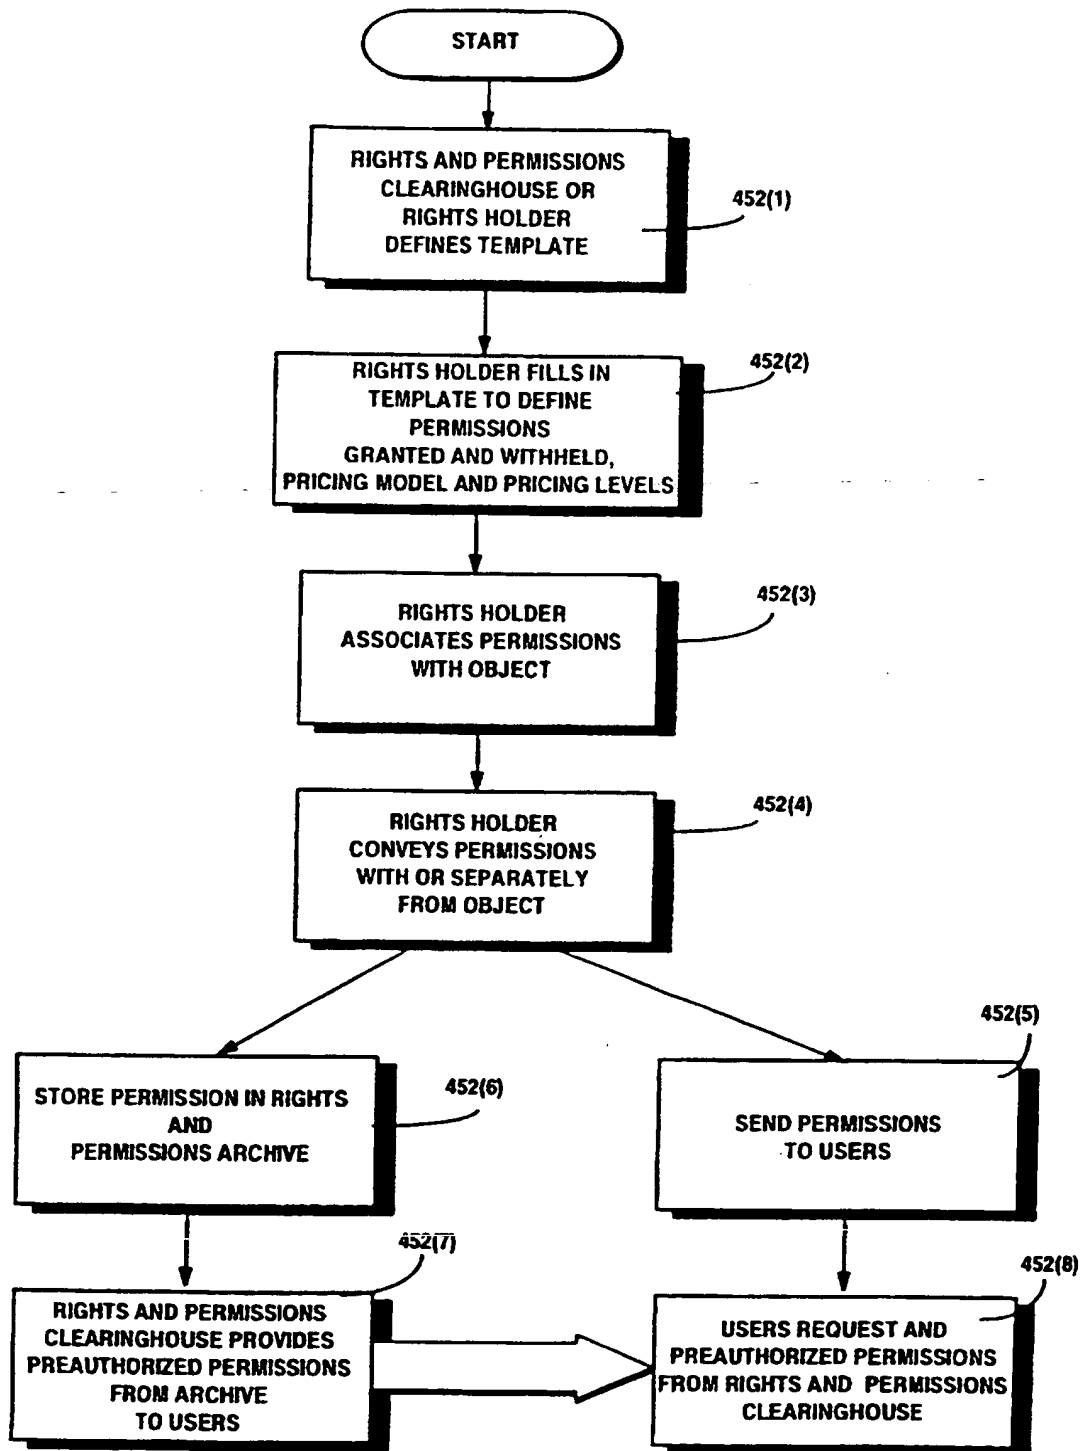 START
RIGHTS AND PERMISSIONS
CLEARINGHOUSE OR
RIGHTS HOLDER
DEFINES TEMPLATE
452(1)
RIGHTS HOLDER FILLS IN
TEMPLATE TO DEFINE
PERMISSIONS
GRANTED AND WITHHELD,
PRICING MODEL AND PRICING LEVELS
452(2)
RIGHTS HOLDER
ASSOCIATES PERMISSIONS
WITH OBJECT
452(3)
RIGHTS HOLDER
CONVEYS PERMISSIONS
WITH OR SEPARATELY
FROM OBJECT
452(4)
STORE PERMISSION IN RIGHTS
AND
PERMISSIONS ARCHIVE
452(6)
SEND PERMISSIONS
TO USERS
452(5)
RIGHTS AND PERMISSIONS
CLEARINGHOUSE PROVIDES
PREAUTHORIZED PERMISSIONS
FROM ARCHIVE
TO USERS
452(7)
USERS REQUEST AND
PREAUTHORIZED PERMISSIONS
FROM RIGHTS AND PERMISSIONS
CLEARINGHOUSE
452(8)